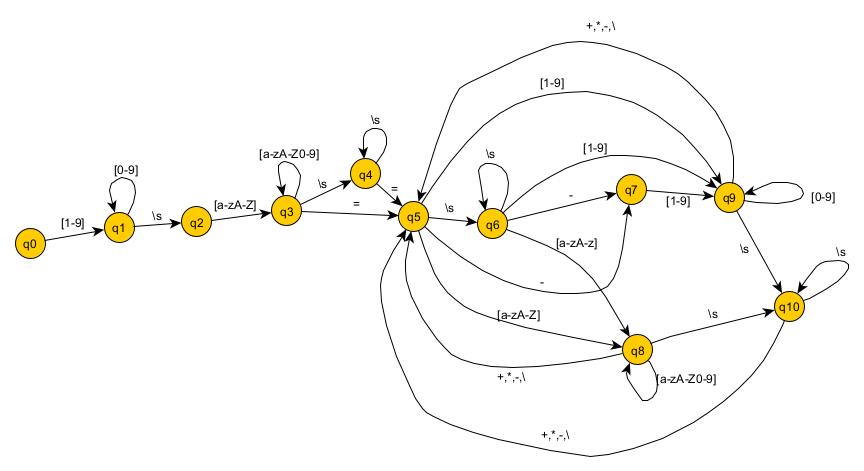 +,*,-,\
[1-9]
\s
[0-9]
[a-zA-Z0-9]
\s
[1-9]
\s
=
-
[1-9]
[0-9]
[1-9]
\s
[a-zA-Z]
=
\s
q0
q1
q2
q3
q4
q5
q6
q7
q9
[a-zA-z]
\s
\s
-
[a-zA-Z]
\s
q10
q8
+,*,-,\
[a-zA-Z0-9]
+,*,-,\